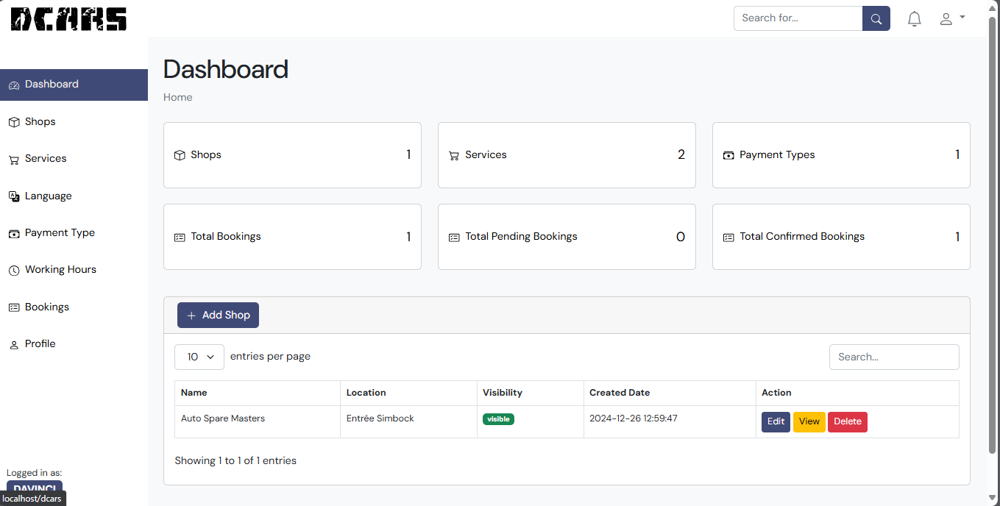 DCARS
Search for...
Dashboard
Shops
Services
Language
Payment Type
Working Hours
Bookings
Profile
Logged in as:
DAVINCI
localhost/dcars
Dashboard
Home
Shops 1
Services 2
Payment Types 1
Total Bookings 1
Total Pending Bookings 0
Total Confirmed Bookings 1
+ Add Shop
10 entries per page
Search...
Name Location Visibility Created Date Action
Auto Spare Masters Entrée Simbock visible 2024-12-26 12:59:47 Edit View Delete
Showing 1 to 1 of 1 entries